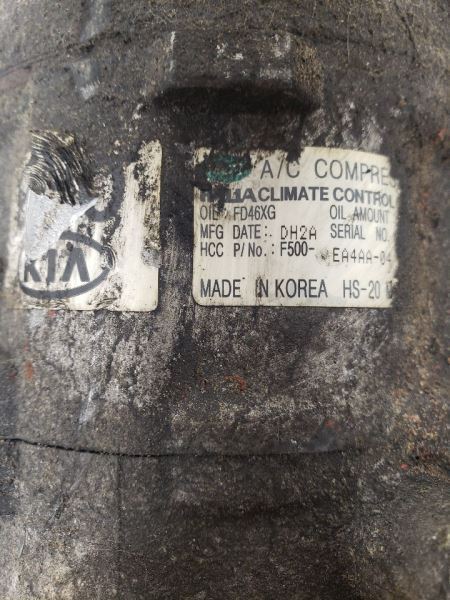 KIA
A/C COMPRES
CLIMATE CONTROL
OIL: FD46XG OIL AMOUNT
MFG DATE: DH2A SERIAL NO.
HCC P/No.: F500-EA4AA-04
MADE IN KOREA HS-20